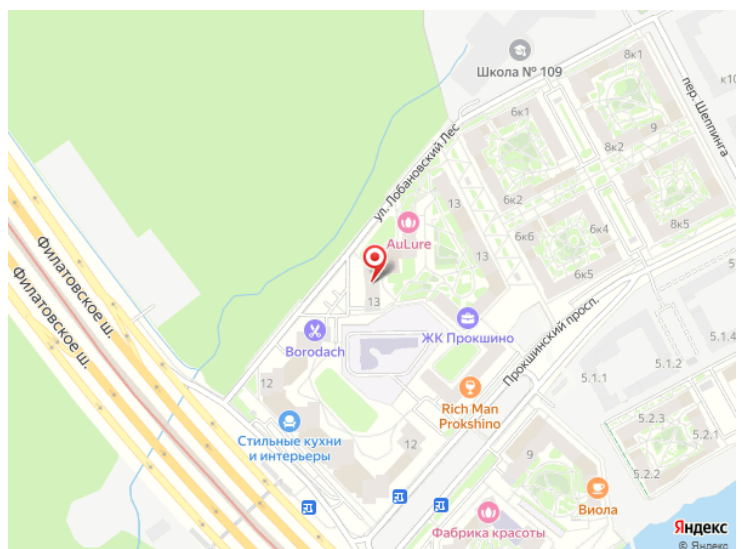 8к1
Школа № 109
к10
пер. Шеппинга
6к1
9
8к2
ул. Лобановский Лес
13
6к2
AuLure
6к4
8к5
6к6
13
6к5
Филатовское ш.
Филатовское ш.
13
Прокшинский просп.
ЖК Прокшино
Borodach
5.1.4
5.1.2
5.1.1
12
Rich Man
Prokshino
5.2.3
5.2.1
Стильные кухни
и интерьеры
12
9
5.2.2
Виола
Фабрика красоты
Яндекс
© Яндекс